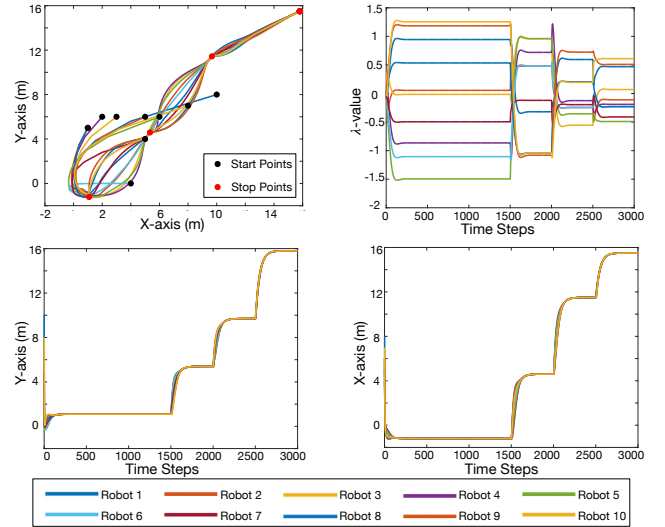 16
12
8
4
0
Y-axis (m)
-2
2
6
10
14
16
X-axis (m)
Start Points
Stop Points
1.5
1
0.5
0
-0.5
-1
-1.5
-2
λ-value
0
500
1000
1500
2000
2500
3000
Time Steps
16
12
8
4
0
Y-axis (m)
0
500
1000
1500
2000
2500
3000
Time Steps
16
12
8
4
0
X-axis (m)
0
500
1000
1500
2000
2500
3000
Time Steps
Robot 1
Robot 2
Robot 3
Robot 4
Robot 5
Robot 6
Robot 7
Robot 8
Robot 9
Robot 10